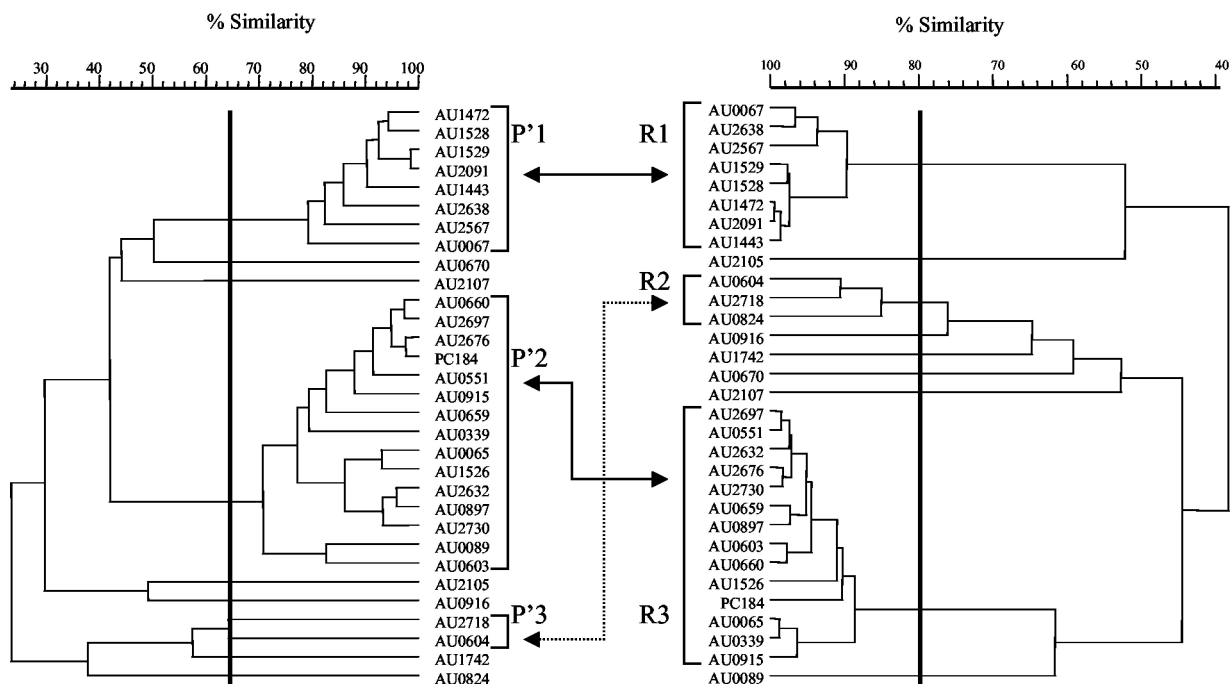 % Similarity
30 40 50 60 70 80 90 100
AU1472
AU1528
AU1529
AU2091
AU1443
AU2638
AU2567
AU0067
AU0670
AU2107
AU0660
AU2697
AU2676
PC184
AU0551
AU0915
AU0659
AU0339
AU0065
AU1526
AU2632
AU0897
AU2730
AU0089
AU0603
AU2105
AU0916
AU2718
AU0604
AU1742
AU0824
P'1
P'2
P'3
% Similarity
100 90 80 70 60 50 40
R1
R2
R3
AU0067
AU2638
AU2567
AU1529
AU1528
AU1472
AU2091
AU1443
AU2105
AU0604
AU2718
AU0824
AU0916
AU1742
AU0670
AU2107
AU2697
AU0551
AU2632
AU2676
AU2730
AU0659
AU0897
AU0603
AU0660
AU1526
PC184
AU0065
AU0339
AU0915
AU0089